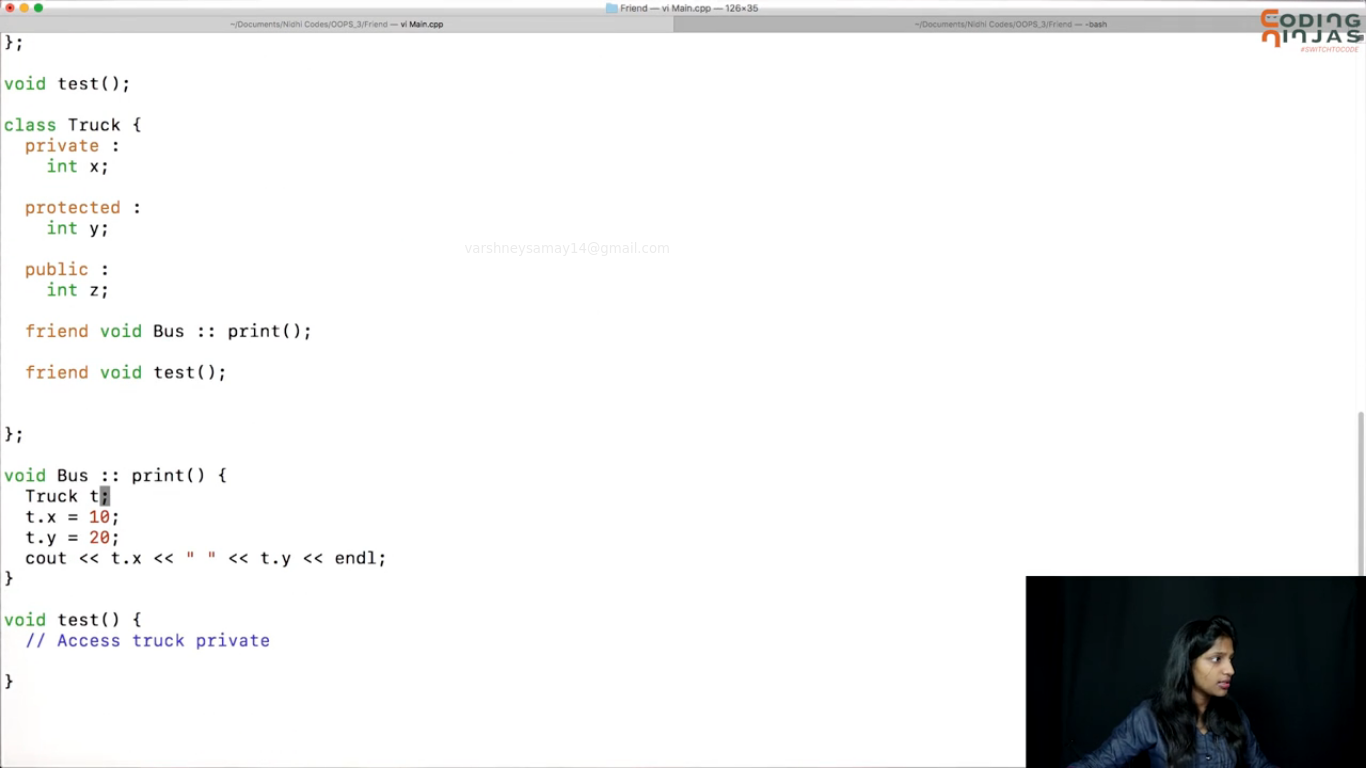 Friend — vi Main.cpp — 126×35
~/Documents/Nidhi Codes/OOPS_3/Friend — vi Main.cpp
~/Documents/Nidhi Codes/OOPS_3/Friend — -bash
CODING
NINJAS
#SWITCHTOCODE
};
void test();
class Truck {
private :
int x;
protected :
int y;
varshneysamay14@gmail.com
public :
int z;
friend void Bus :: print();
friend void test();
};
void Bus :: print() {
Truck t;
t.x = 10;
t.y = 20;
cout << t.x << " " << t.y << endl;
}
void test() {
// Access truck private
}